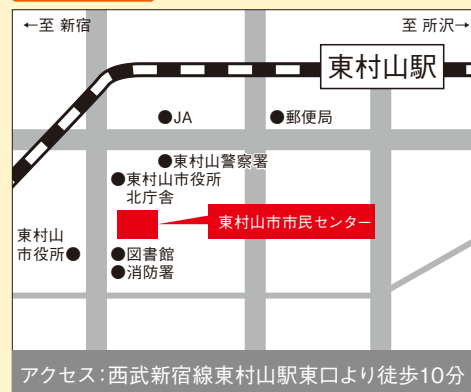 ←至 新宿
至 所沢→
東村山駅
●JA
●郵便局
●東村山警察署
●東村山市役所
北庁舎
東村山市市民センター
東村山
市役所●
●図書館
●消防署
アクセス：西武新宿線東村山駅東口より徒歩10分